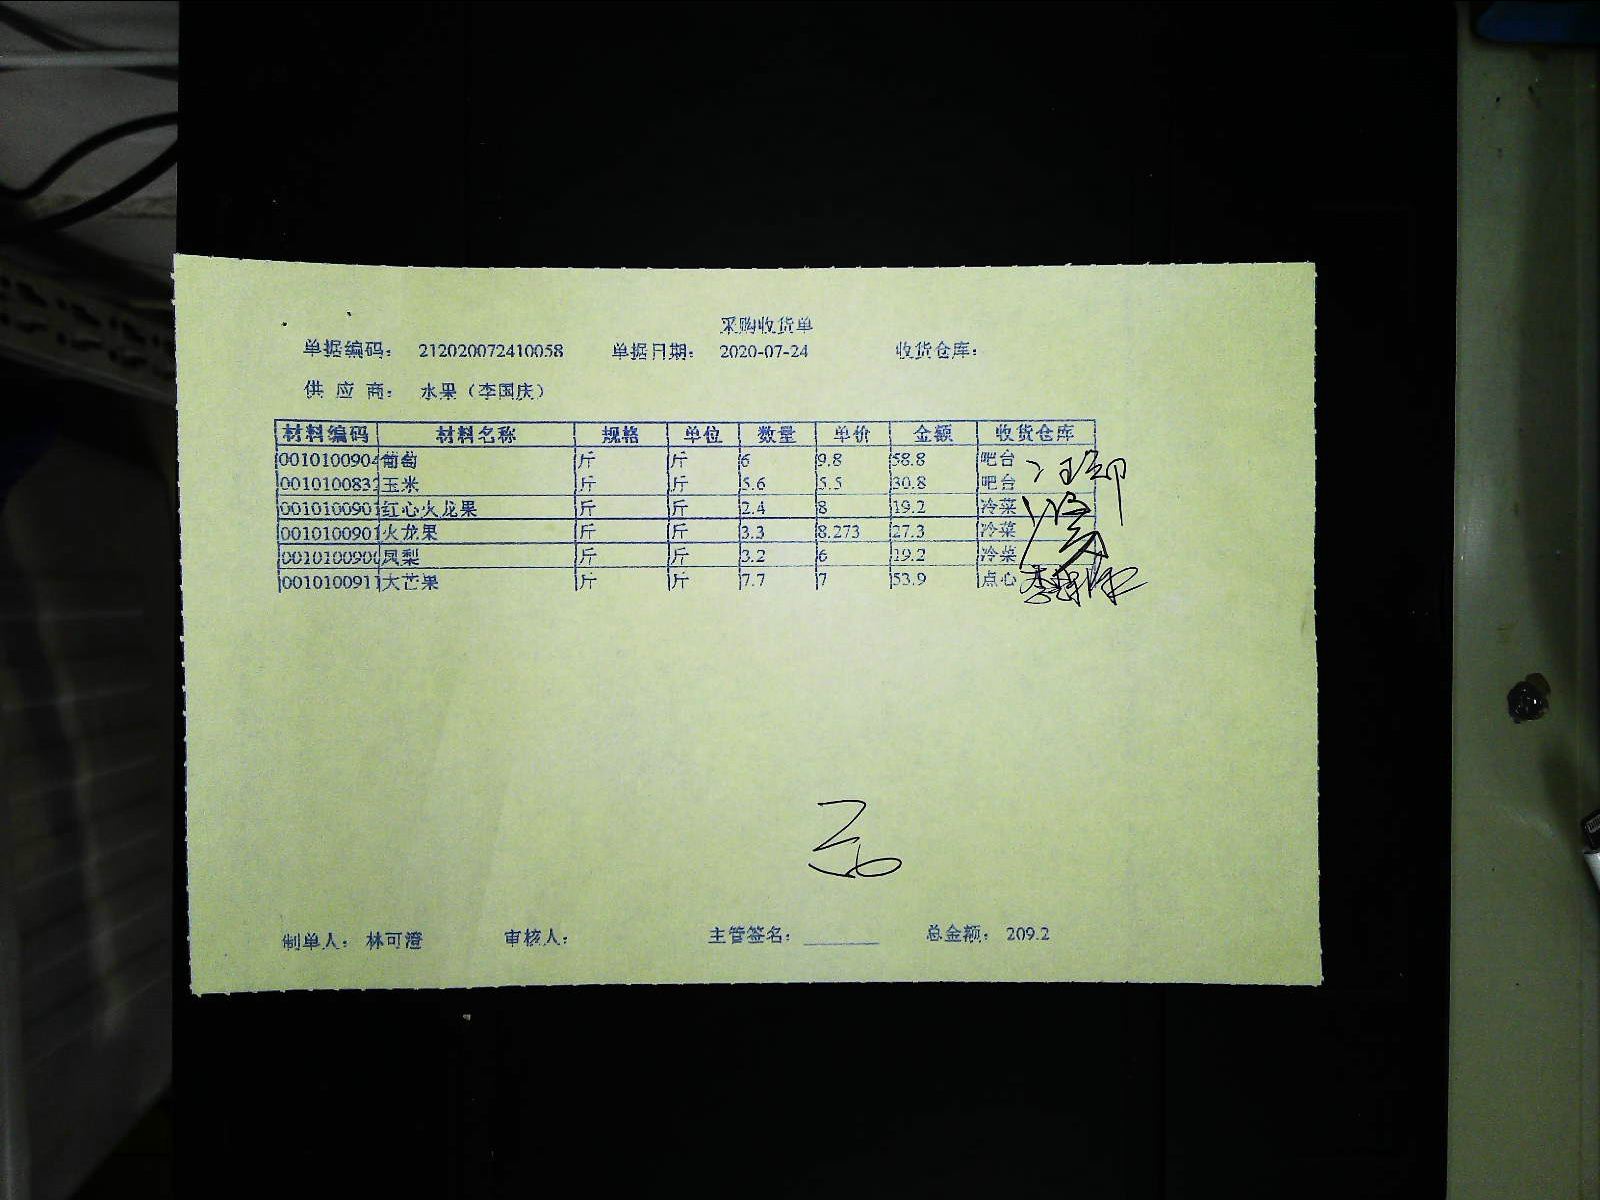 采购收货单
单据编码： 212020072410058 单据日期： 2020-07-24 收货仓库：
供 应 商： 水果（李国庆）
材料编码 材料名称 规格 单位 数量 单价 金额 收货仓库
0010100904 葡萄 斤 斤 6 9.8 58.8 吧台
001010083 玉米 斤 斤 5.6 5.5 30.8 吧台
001010090 红心火龙果 斤 斤 2.4 8 19.2 冷菜
001010090 火龙果 斤 斤 3.3 8.273 27.3 冷菜
001010090 凤梨 斤 斤 3.2 6 19.2 冷菜
001010091 大芒果 斤 斤 7.7 7 53.9 点心
制单人： 林可澄 审核人： 主管签名： 总金额： 209.2